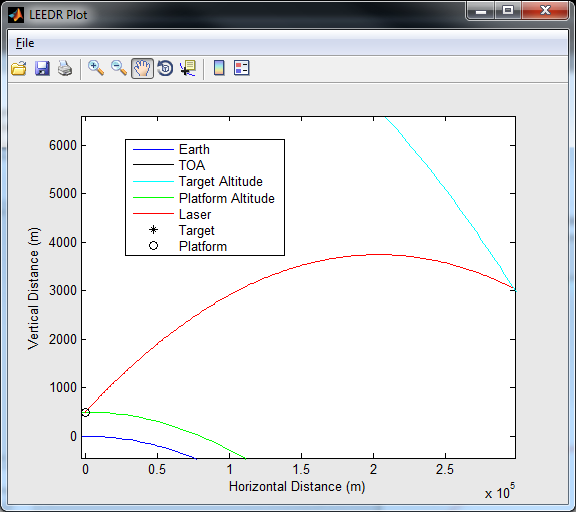 LEEDR Plot
File
6000
5000
4000
3000
2000
1000
0
Vertical Distance (m)
Earth
TOA
Target Altitude
Platform Altitude
Laser
Target
Platform
0 0.5 1 1.5 2 2.5
Horizontal Distance (m)
x 10^5